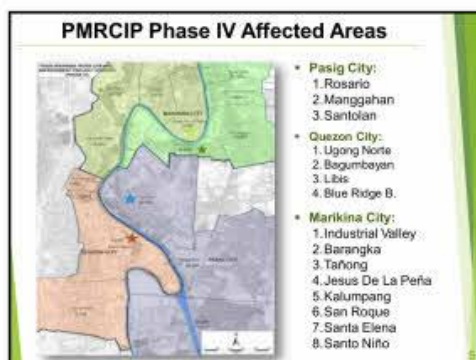 PMRCIP Phase IV Affected Areas
Pasig City:
1.Rosario
2.Manggahan
3.Santolan
Quezon City:
1.Ugong Norte
2.Bagumbayan
3.Libis
4.Blue Ridge B.
Marikina City:
1.Industrial Valley
2.Barangka
3.Tañong
4.Jesus De La Peña
5.Kalumpang
6.San Roque
7.Santa Elena
8.Santo Niño